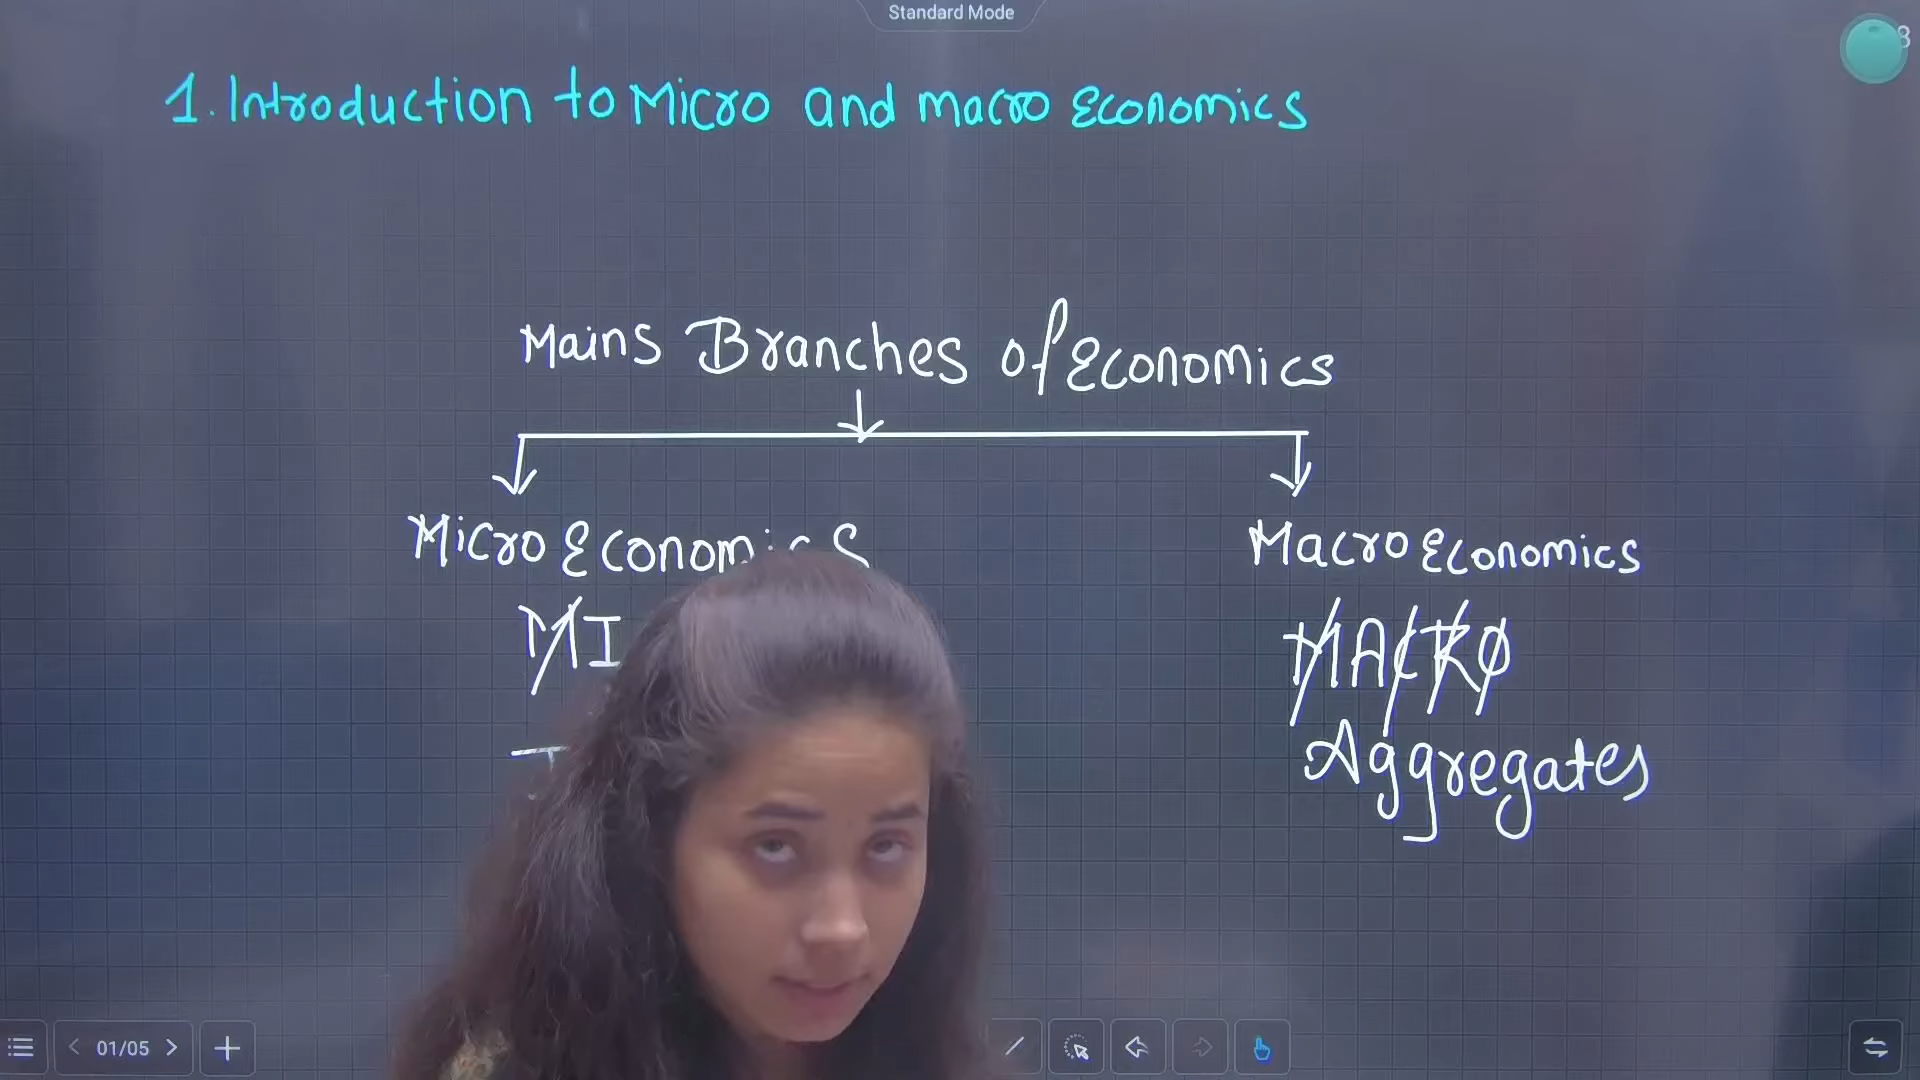 Standard Mode
1. Introduction to Micro and macro Economics
Mains Branches of Economics
Micro Economics
Macro Economics
MI
MACRO
Aggregates
01/05